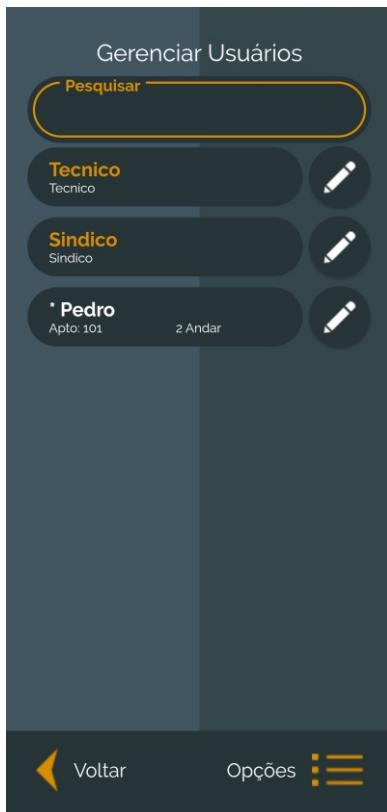 Gerenciar Usuários
Pesquisar
Tecnico
Tecnico
Sindico
Sindico
* Pedro
Apto: 101 2 Andar
Voltar Opções